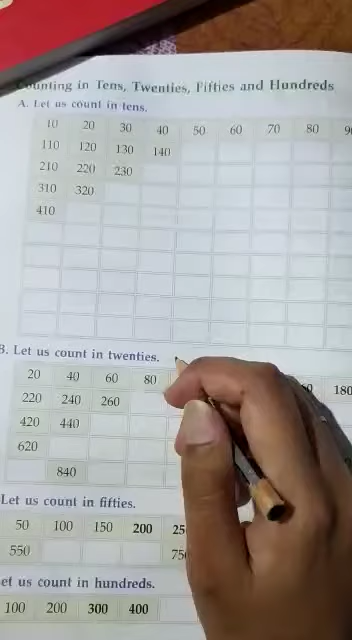 Counting in Tens, Twenties, Fifties and Hundreds
A. Let us count in tens.
10 20 30 40 50 60 70 80
110 120 130 140
210 220 230
310 320
410
B. Let us count in twenties.
20 40 60 80 180
220 240 260
420 440
620
840
Let us count in fifties.
50 100 150 200
550
Let us count in hundreds.
100 200 300 400